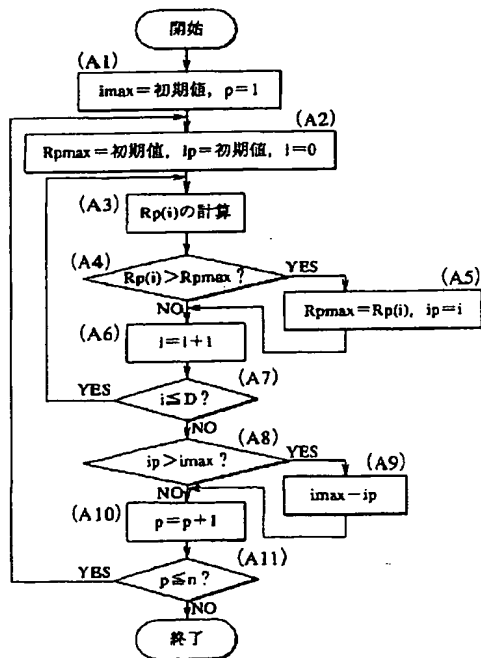 開始
(A1)
imax=初期値, p=1
(A2)
Rpmax=初期値, ip=初期値, i=0
(A3)
Rp(i)の計算
(A4)
Rp(i)>Rpmax?
YES
(A5)
Rpmax=Rp(i), ip=i
NO
(A6)
i=i+1
(A7)
YES
i≦D?
NO
(A8)
ip>imax?
YES
(A9)
imax-ip
NO
(A10)
p=p+1
(A11)
YES
p≦n?
NO
終了